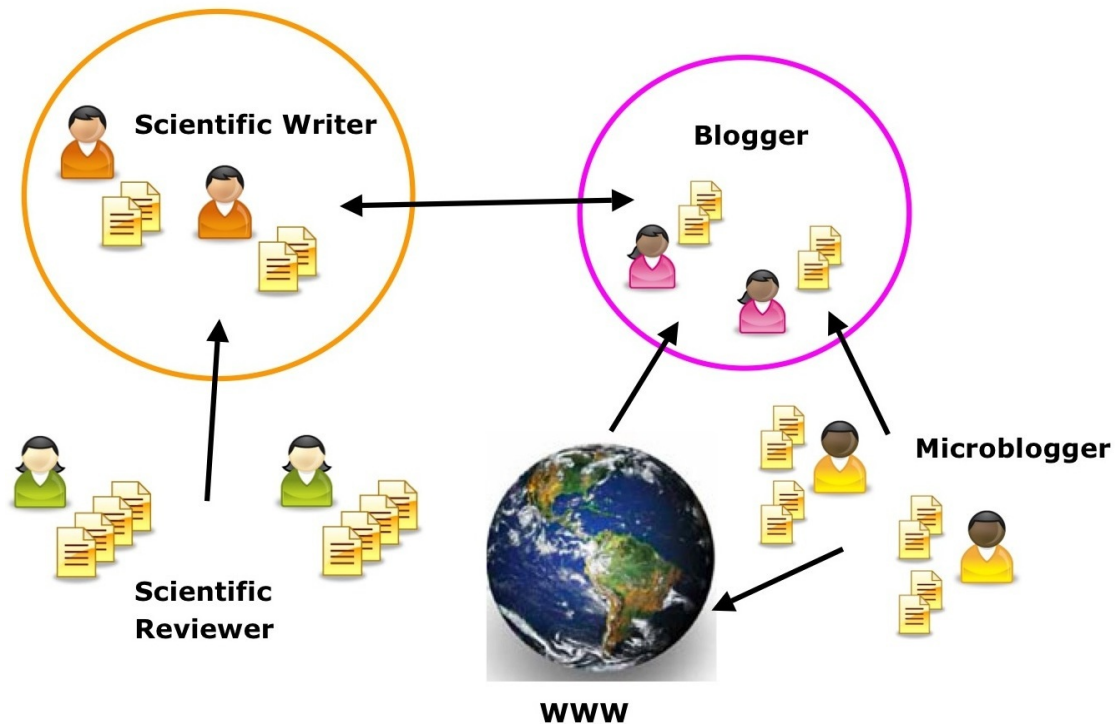 Scientific Writer
Blogger
Microblogger
Scientific
Reviewer
WWW